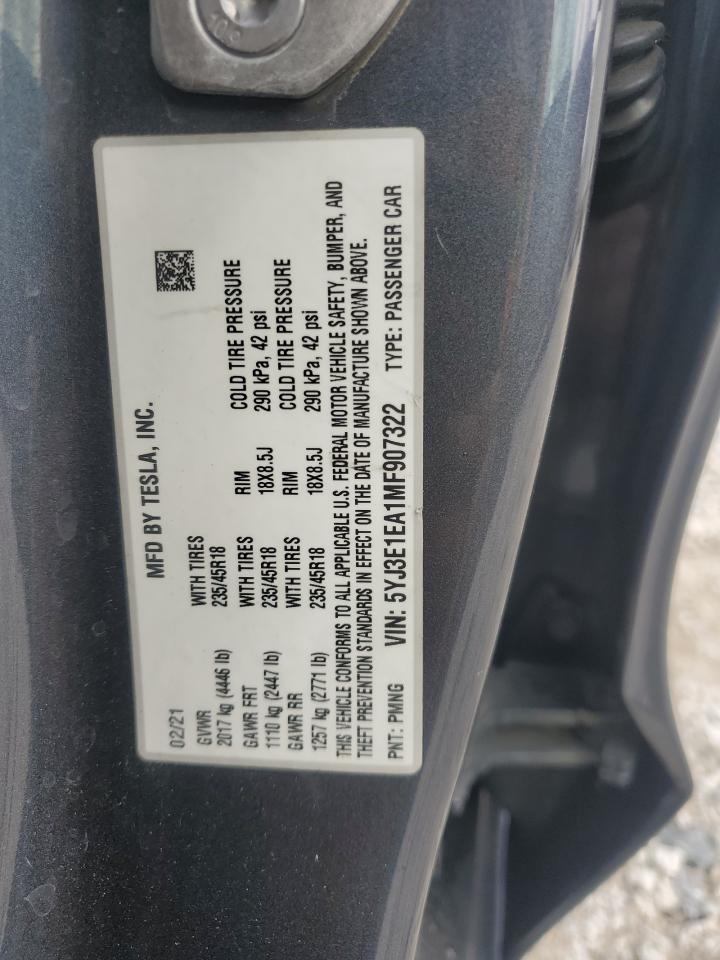 MFD BY TESLA, INC.
02/21
GVWR WITH TIRES RIM COLD TIRE PRESSURE
2017 kg (4446 lb) 235/45R18 18X8.5J 290 kPa, 42 psi
GAWR FRT WITH TIRES RIM COLD TIRE PRESSURE
1110 kg (2447 lb) 235/45R18 18X8.5J 290 kPa, 42 psi
GAWR RR WITH TIRES
1257 kg (2771 lb) 235/45R18
THIS VEHICLE CONFORMS TO ALL APPLICABLE U.S. FEDERAL MOTOR VEHICLE SAFETY, BUMPER, AND
THEFT PREVENTION STANDARDS IN EFFECT ON THE DATE OF MANUFACTURE SHOWN ABOVE.
PNT: PMNG VIN: 5YJ3E1EA1MF907322 TYPE: PASSENGER CAR